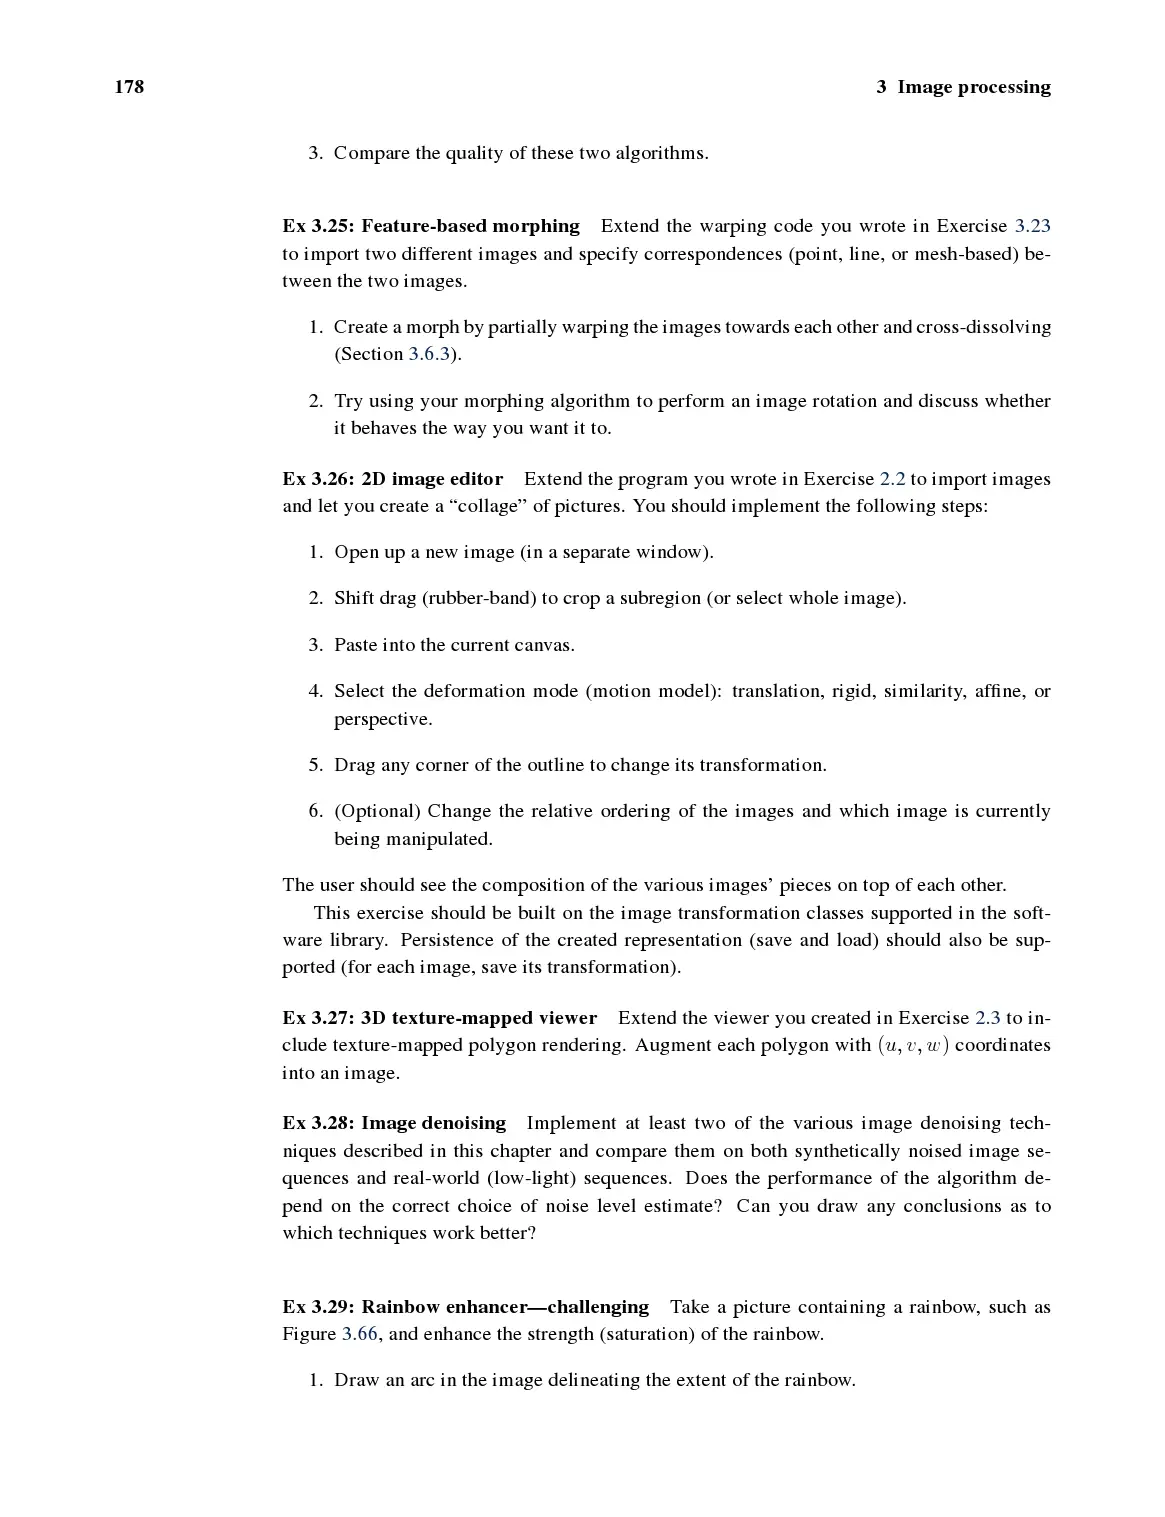 178 3 Image processing
3. Compare the quality of these two algorithms.
Ex 3.25: Feature-based morphing Extend the warping code you wrote in Exercise 3.23
to import two different images and specify correspondences (point, line, or mesh-based) be-
tween the two images.
1. Create a morph by partially warping the images towards each other and cross-dissolving
(Section 3.6.3).
2. Try using your morphing algorithm to perform an image rotation and discuss whether
it behaves the way you want it to.
Ex 3.26: 2D image editor Extend the program you wrote in Exercise 2.2 to import images
and let you create a “collage” of pictures. You should implement the following steps:
1. Open up a new image (in a separate window).
2. Shift drag (rubber-band) to crop a subregion (or select whole image).
3. Paste into the current canvas.
4. Select the deformation mode (motion model): translation, rigid, similarity, affine, or
perspective.
5. Drag any corner of the outline to change its transformation.
6. (Optional) Change the relative ordering of the images and which image is currently
being manipulated.
The user should see the composition of the various images’ pieces on top of each other.
This exercise should be built on the image transformation classes supported in the soft-
ware library. Persistence of the created representation (save and load) should also be sup-
ported (for each image, save its transformation).
Ex 3.27: 3D texture-mapped viewer Extend the viewer you created in Exercise 2.3 to in-
clude texture-mapped polygon rendering. Augment each polygon with (u, v, w) coordinates
into an image.
Ex 3.28: Image denoising Implement at least two of the various image denoising tech-
niques described in this chapter and compare them on both synthetically noised image se-
quences and real-world (low-light) sequences. Does the performance of the algorithm de-
pend on the correct choice of noise level estimate? Can you draw any conclusions as to
which techniques work better?
Ex 3.29: Rainbow enhancer—challenging Take a picture containing a rainbow, such as
Figure 3.66, and enhance the strength (saturation) of the rainbow.
1. Draw an arc in the image delineating the extent of the rainbow.